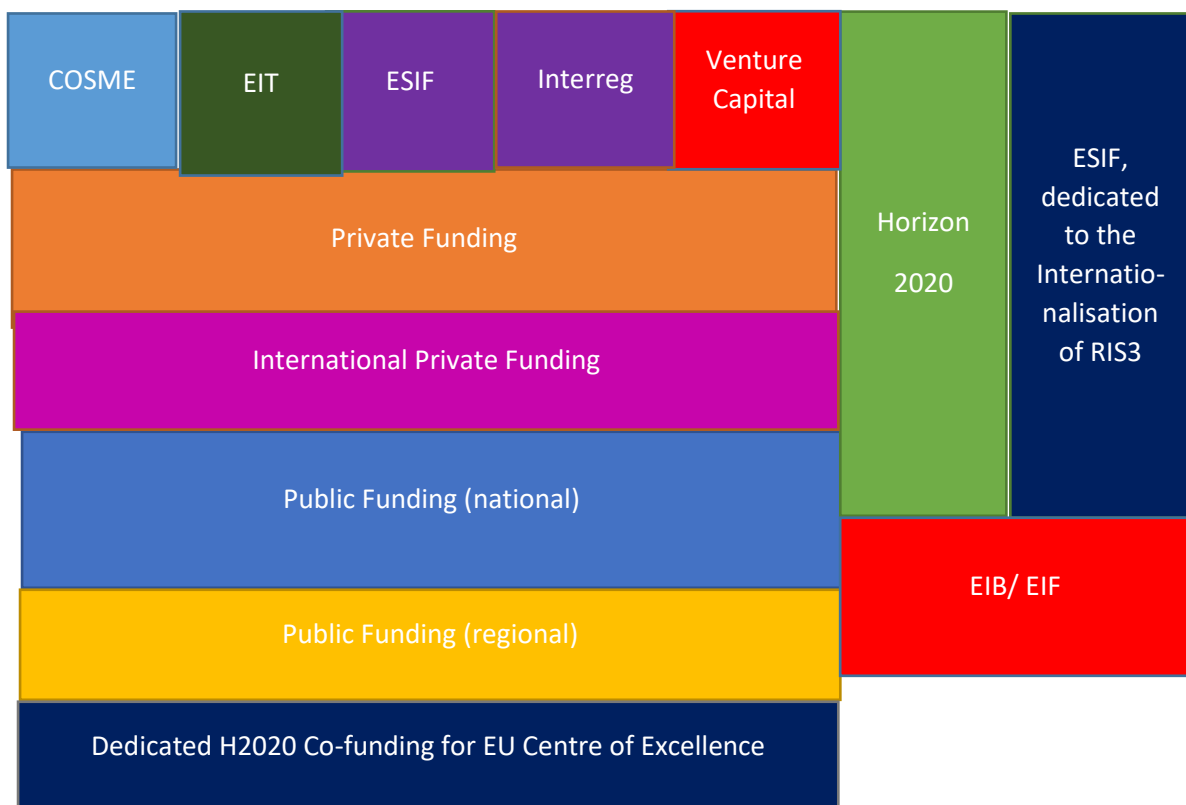 COSME
EIT
ESIF
Interreg
Venture
Capital
Private Funding
International Private Funding
Public Funding (national)
Public Funding (regional)
Dedicated H2020 Co-funding for EU Centre of Excellence
Horizon
2020
ESIF,
dedicated
to the
Internatio-
nalisation
of RIS3
EIB/ EIF